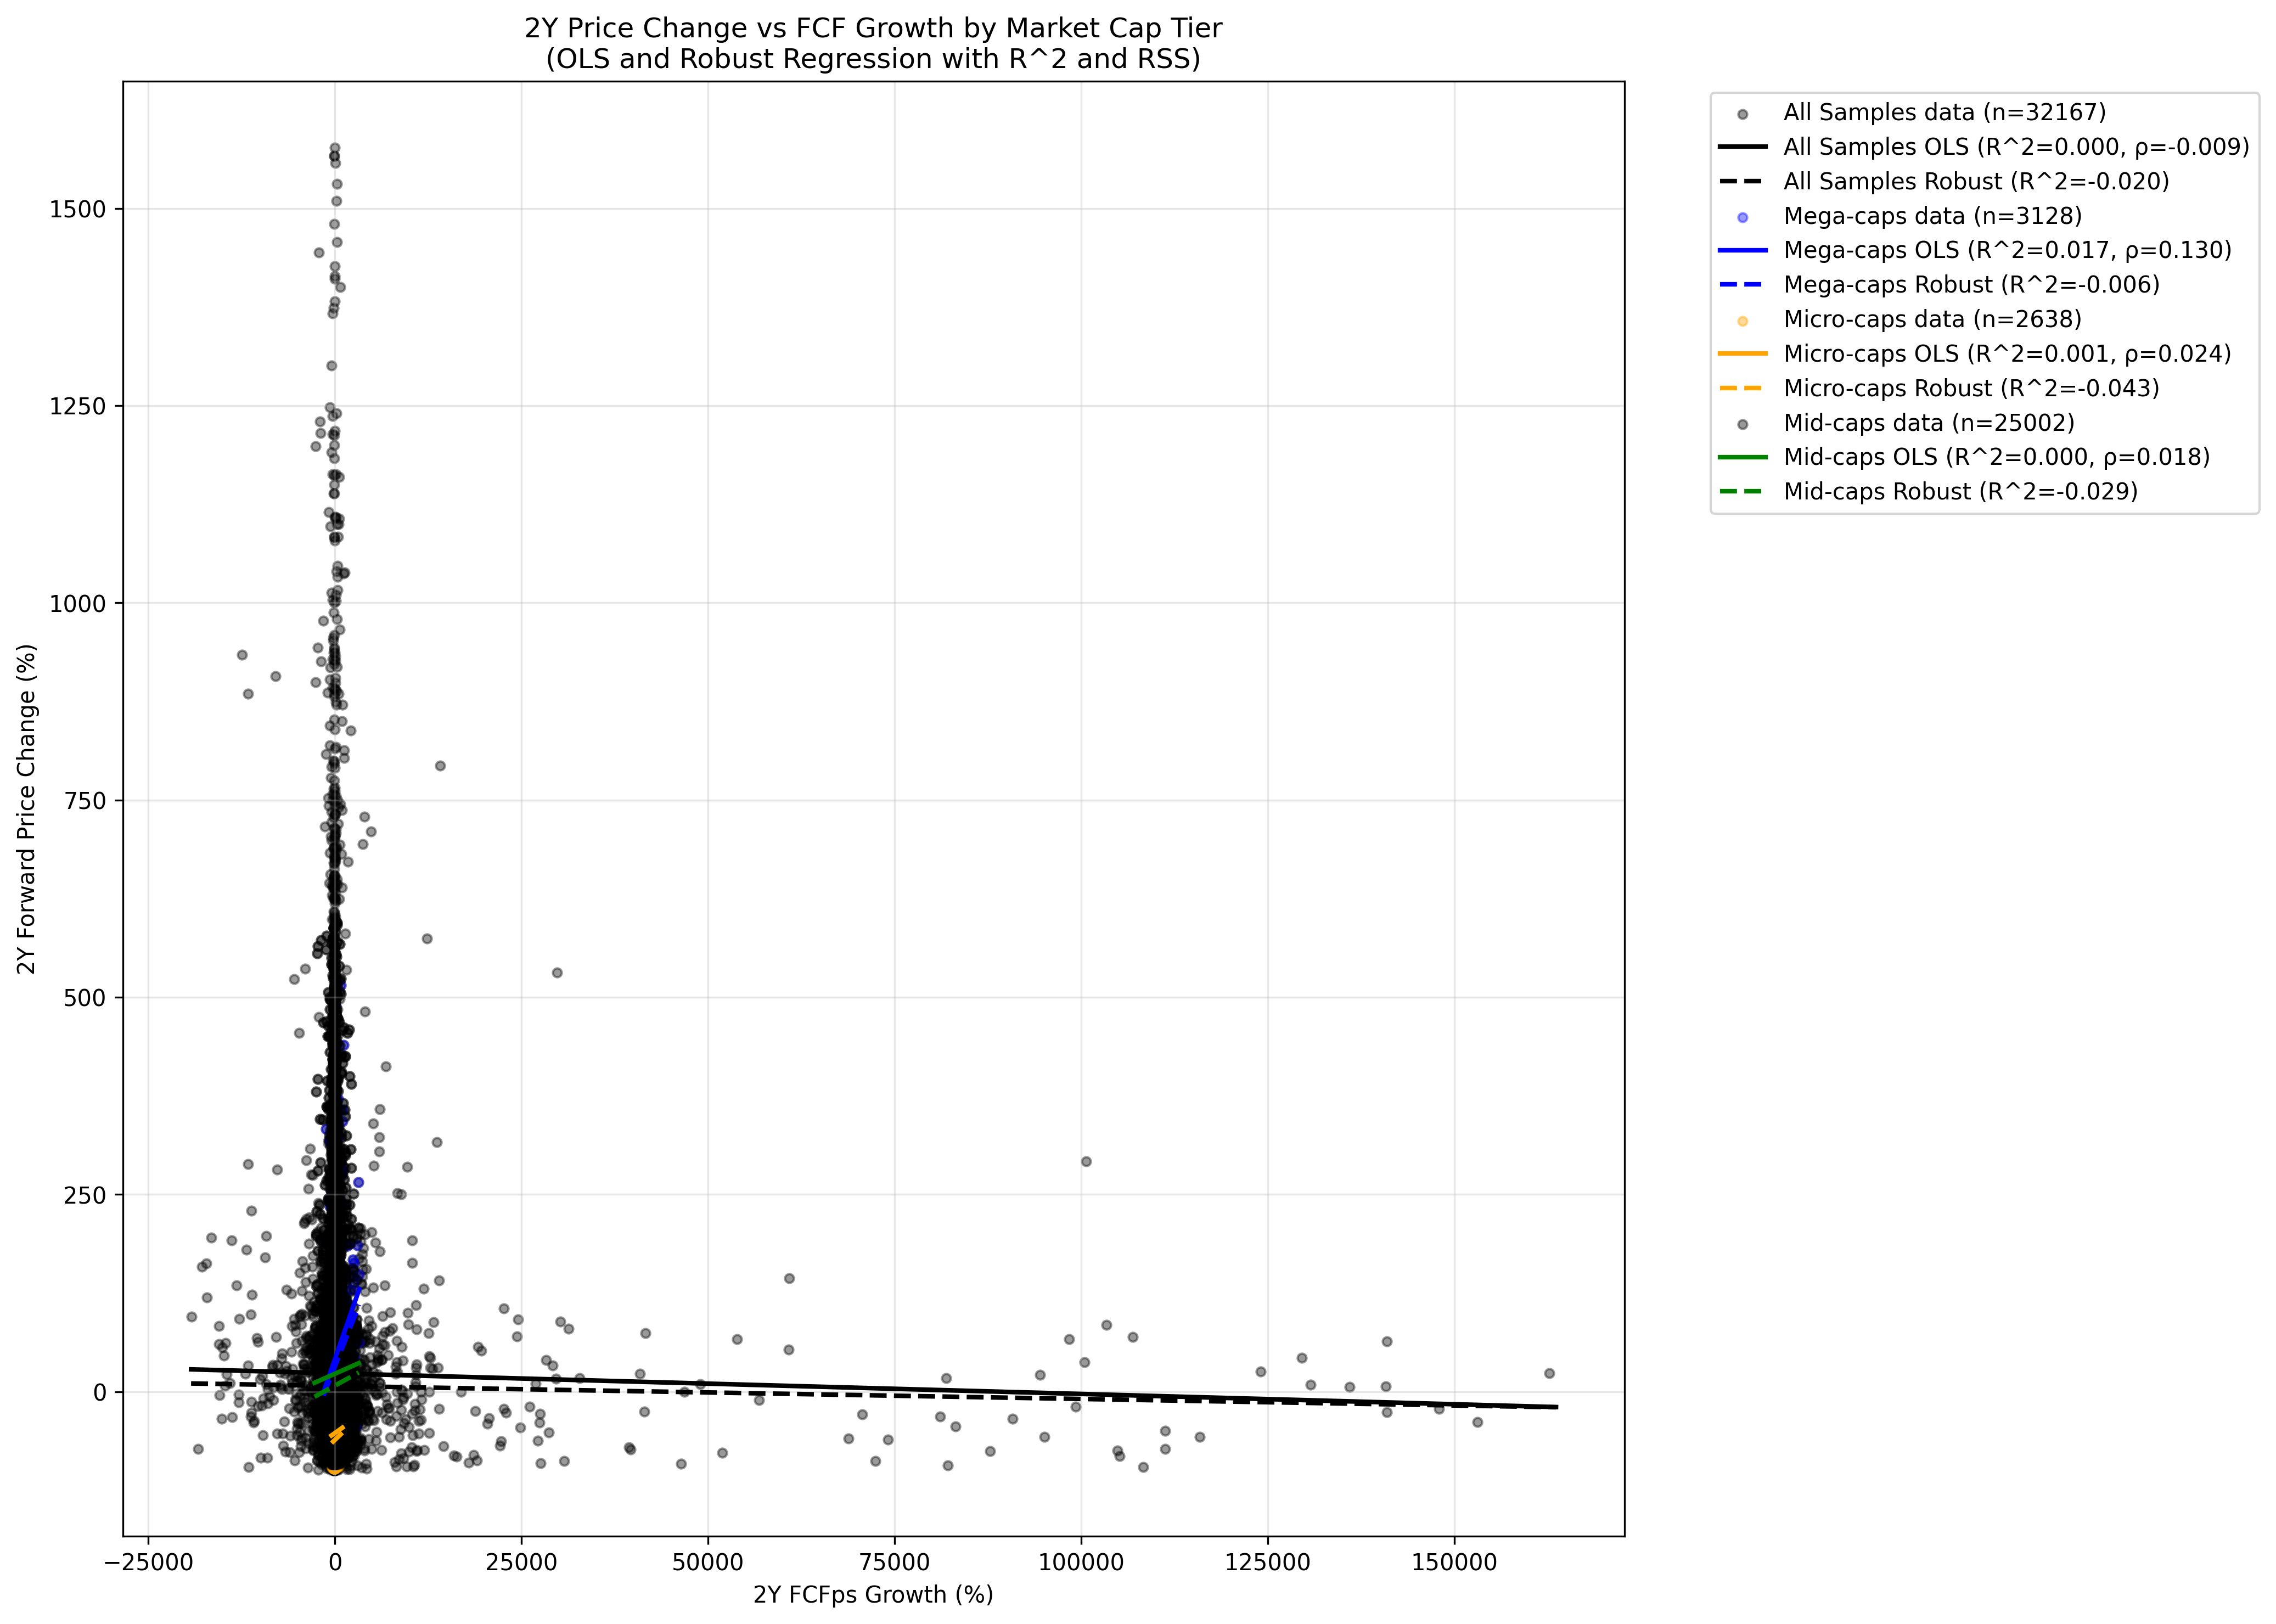 2Y Price Change vs FCF Growth by Market Cap Tier
(OLS and Robust Regression with R^2 and RSS)
All Samples data (n=32167)
All Samples OLS (R^2=0.000, ρ=-0.009)
All Samples Robust (R^2=-0.020)
Mega-caps data (n=3128)
Mega-caps OLS (R^2=0.017, ρ=0.130)
Mega-caps Robust (R^2=-0.006)
Micro-caps data (n=2638)
Micro-caps OLS (R^2=0.001, ρ=0.024)
Micro-caps Robust (R^2=-0.043)
Mid-caps data (n=25002)
Mid-caps OLS (R^2=0.000, ρ=0.018)
Mid-caps Robust (R^2=-0.029)
2Y Forward Price Change (%)
1500
1250
1000
750
500
250
0
−25000
0
25000
50000
75000
100000
125000
150000
2Y FCFps Growth (%)